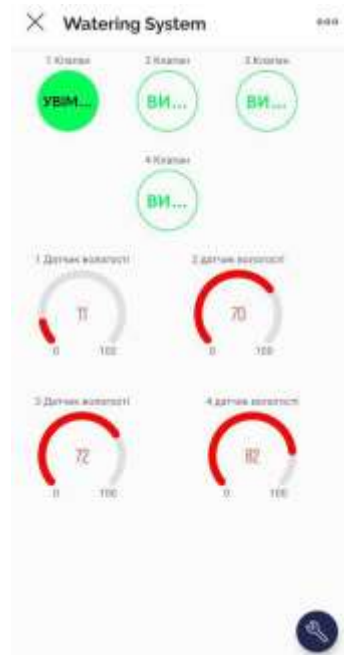 Watering System
1 Клапан 2 Клапан 3 Клапан
УВІМ... ВИ... ВИ...
4 Клапан
ВИ...
1 Датчик вологості 2 датчик вологості
11 70
0 100 0 100
3 Датчик вологості 4 датчик вологості
72 82
0 100 0 100